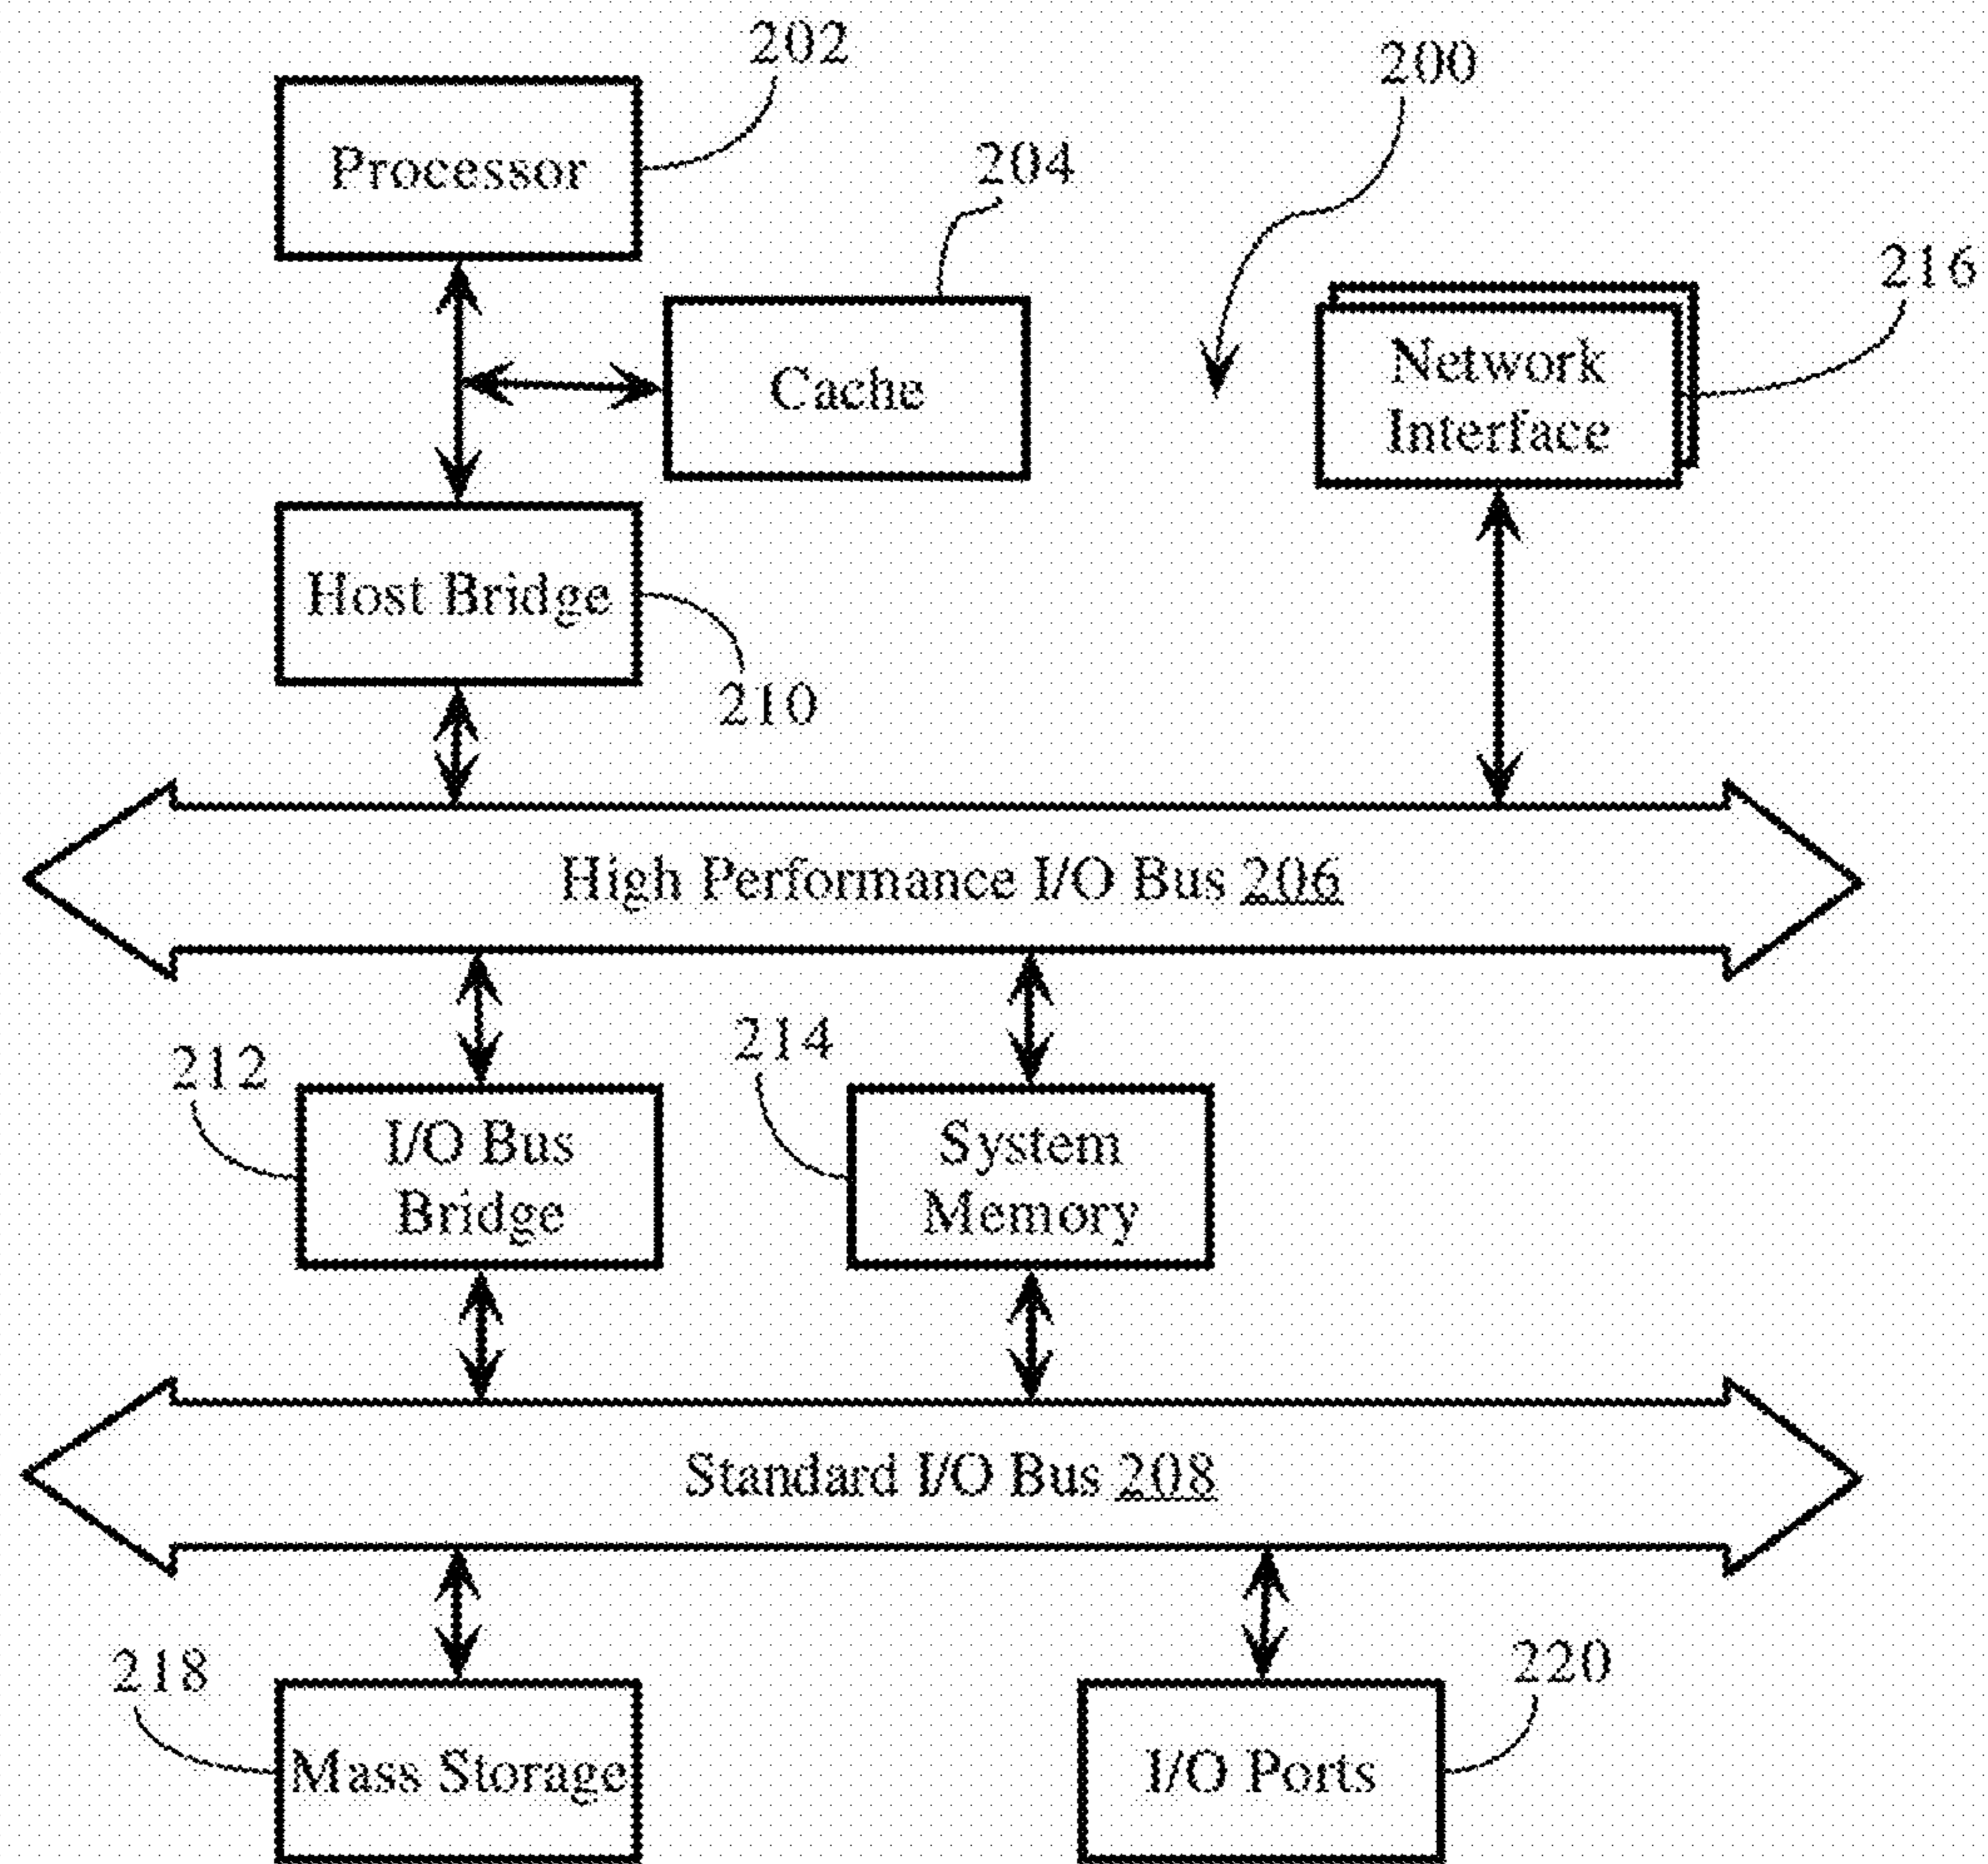 202
200
Processor
204
216
Network
Interface
Cache
Host Bridge
210
High Performance I/O Bus 206
212
214
I/O Bus
Bridge
System
Memory
Standard I/O Bus 208
218
220
Mass Storage
I/O Ports